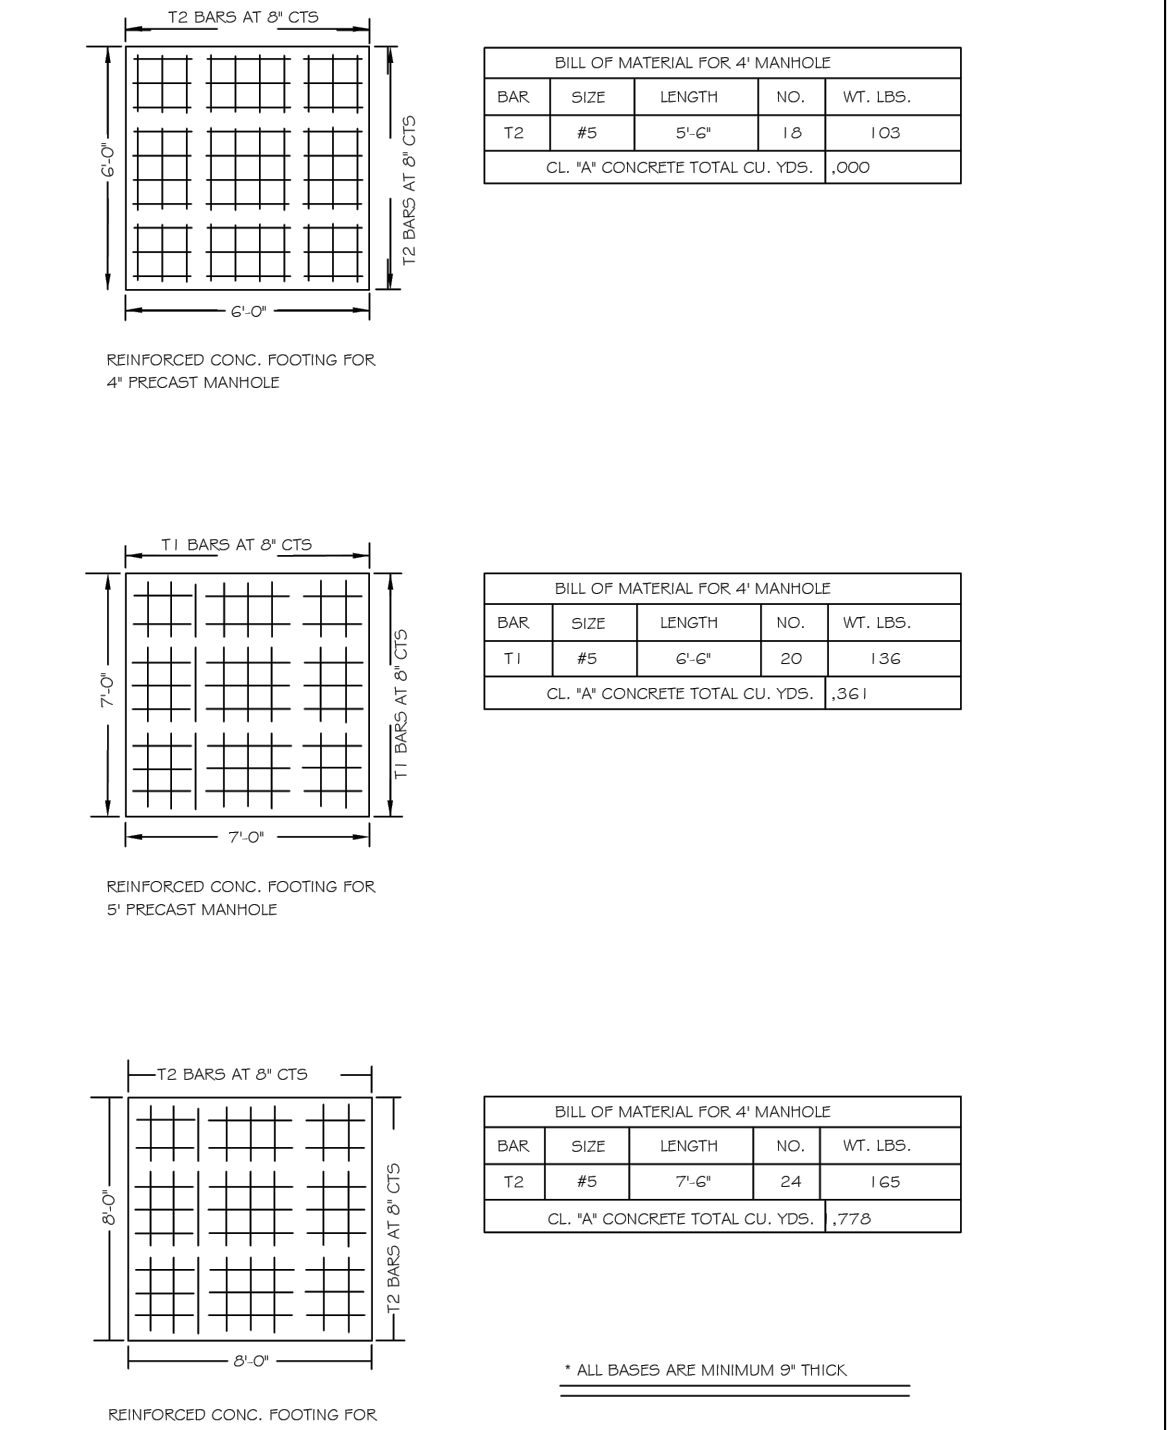 T2 BARS AT 8" CTS
6'-0"
T2 BARS AT 8" CTS
6'-0"
REINFORCED CONC. FOOTING FOR
4" PRECAST MANHOLE
BILL OF MATERIAL FOR 4' MANHOLE
BAR SIZE LENGTH NO. WT. LBS.
T2 #5 5'-6" 18 103
CL. "A" CONCRETE TOTAL CU. YDS. ,000
T1 BARS AT 8" CTS
7'-0"
T1 BARS AT 8" CTS
7'-0"
REINFORCED CONC. FOOTING FOR
5' PRECAST MANHOLE
BILL OF MATERIAL FOR 4' MANHOLE
BAR SIZE LENGTH NO. WT. LBS.
T1 #5 6'-6" 20 136
CL. "A" CONCRETE TOTAL CU. YDS. ,361
T2 BARS AT 8" CTS
8'-0"
T2 BARS AT 8" CTS
8'-0"
REINFORCED CONC. FOOTING FOR
BILL OF MATERIAL FOR 4' MANHOLE
BAR SIZE LENGTH NO. WT. LBS.
T2 #5 7'-6" 24 165
CL. "A" CONCRETE TOTAL CU. YDS. ,778
* ALL BASES ARE MINIMUM 9" THICK